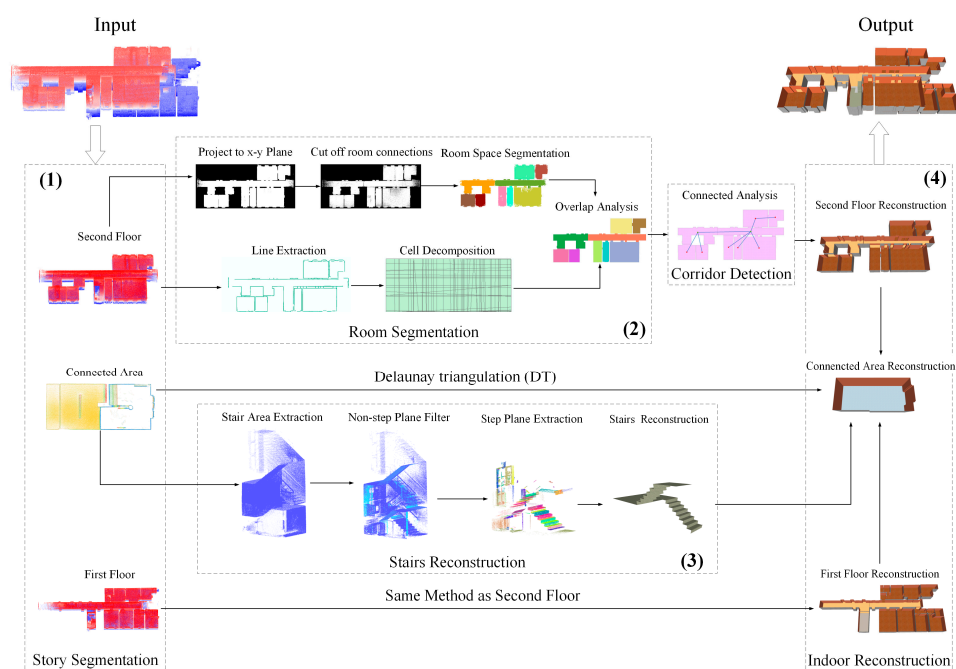 Input
Output
(1)
Project to x-y Plane
Cut off room connections
Room Space Segmentation
(4)
Overlap Analysis
Connected Analysis
Second Floor Reconstruction
Second Floor
Line Extraction
Cell Decomposition
Corridor Detection
Room Segmentation
(2)
Connected Area
Delaunay triangulation (DT)
Connencted Area Reconstruction
Stair Area Extraction
Non-step Plane Filter
Step Plane Extraction
Stairs Reconstruction
Stairs Reconstruction
(3)
First Floor
Same Method as Second Floor
First Floor Reconstruction
Story Segmentation
Indoor Reconstruction